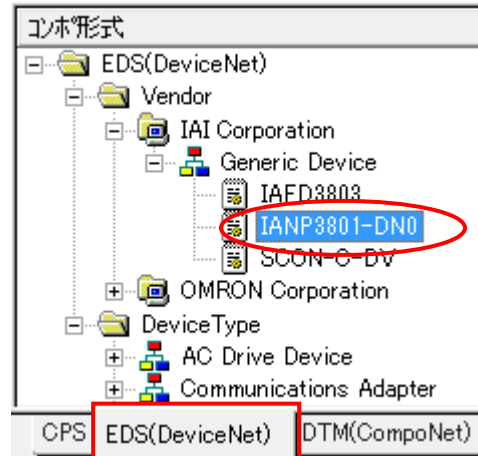 コンポ形式
EDS(DeviceNet)
Vendor
IAI Corporation
Generic Device
IAFD3803
IANP3801-DN0
SCON-C-DV
OMRON Corporation
DeviceType
AC Drive Device
Communications Adapter
CPS EDS(DeviceNet) DTM(CompoNet)